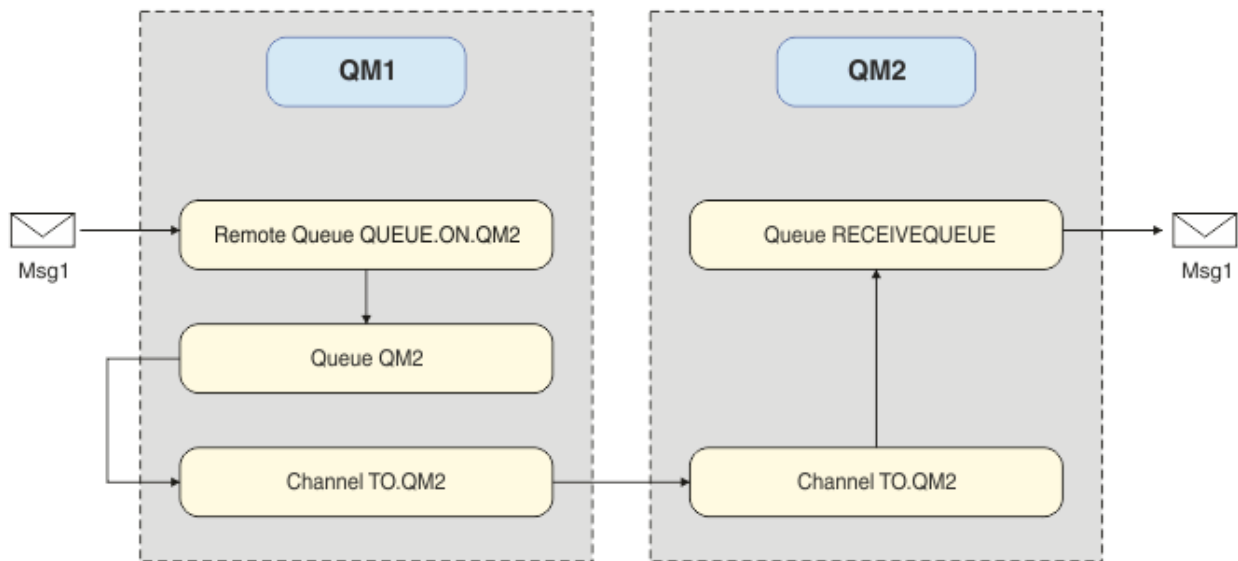 QM1
QM2
Msg1
Remote Queue QUEUE.ON.QM2
Queue RECEIVEQUEUE
Msg1
Queue QM2
Channel TO.QM2
Channel TO.QM2